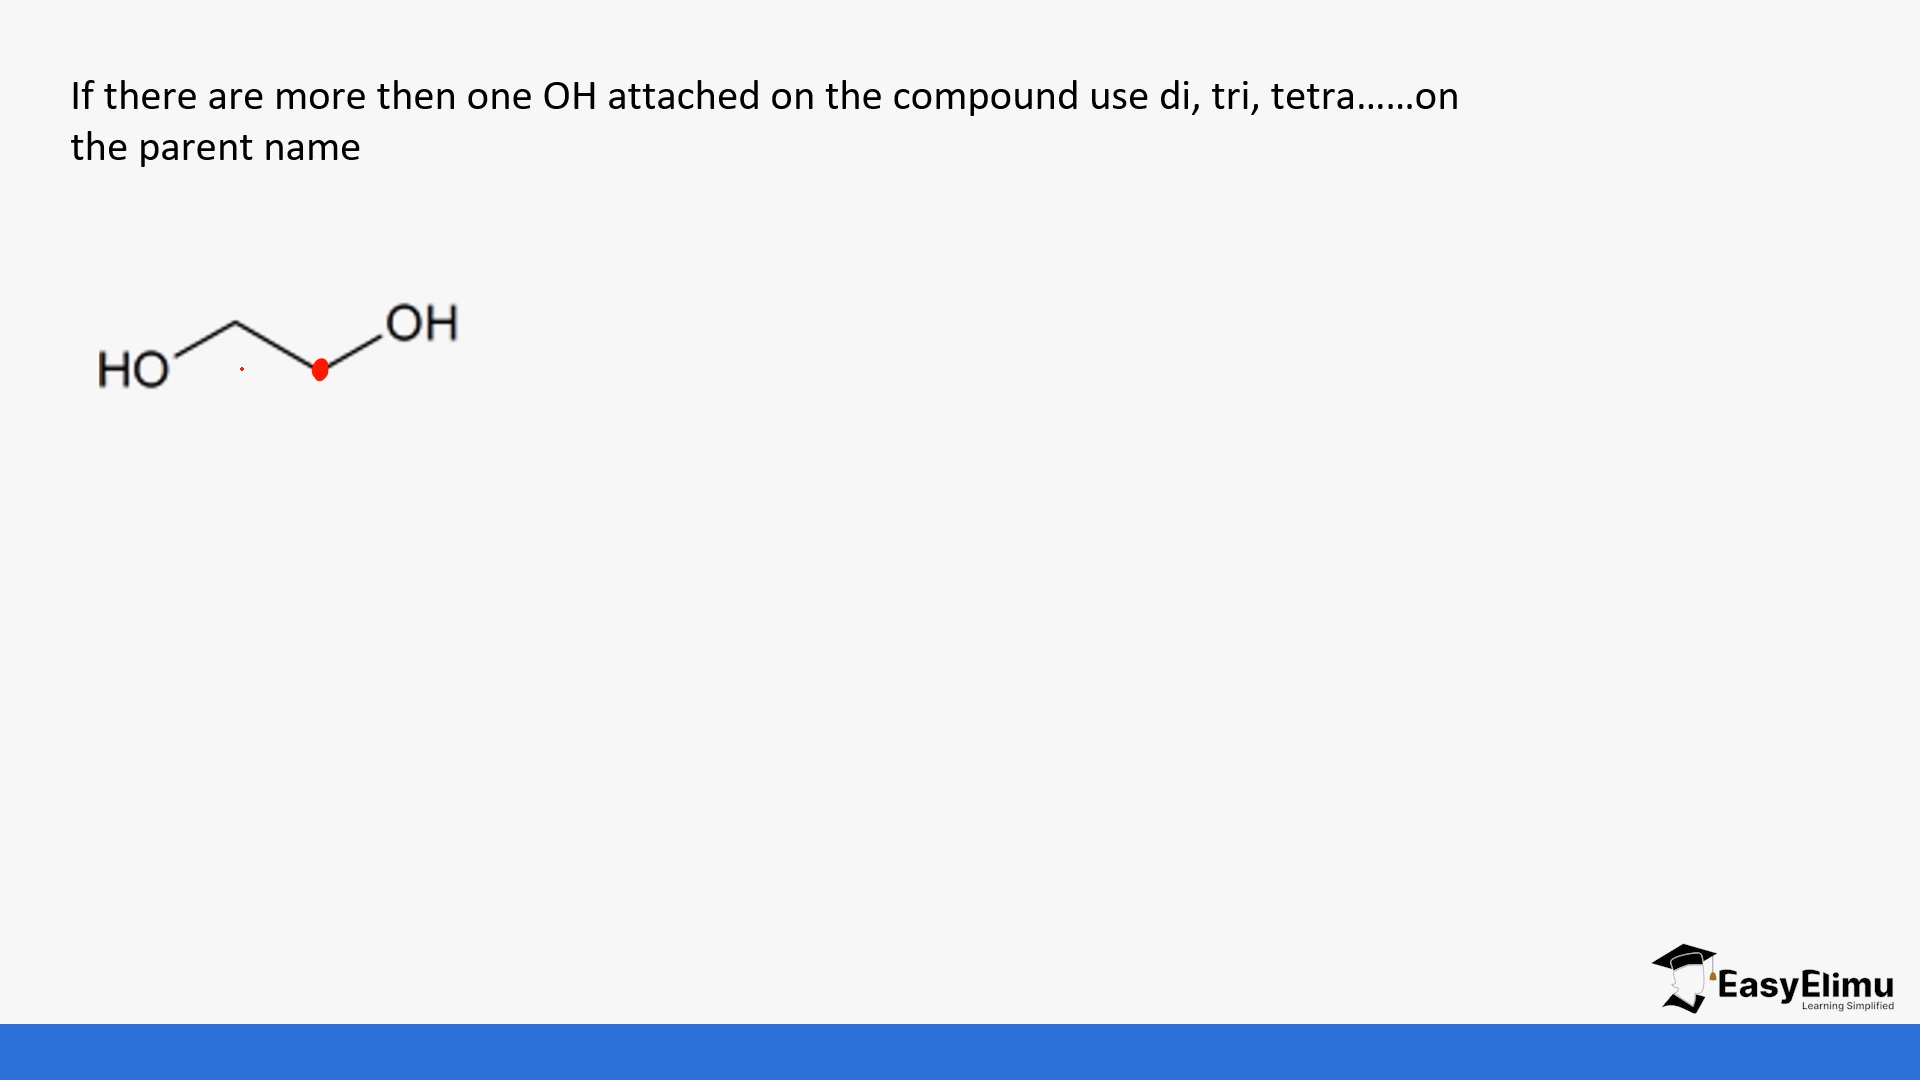 If there are more then one OH attached on the compound use di, tri, tetra......on
the parent name
OH
HO
EasyElimu
Learning Simplified